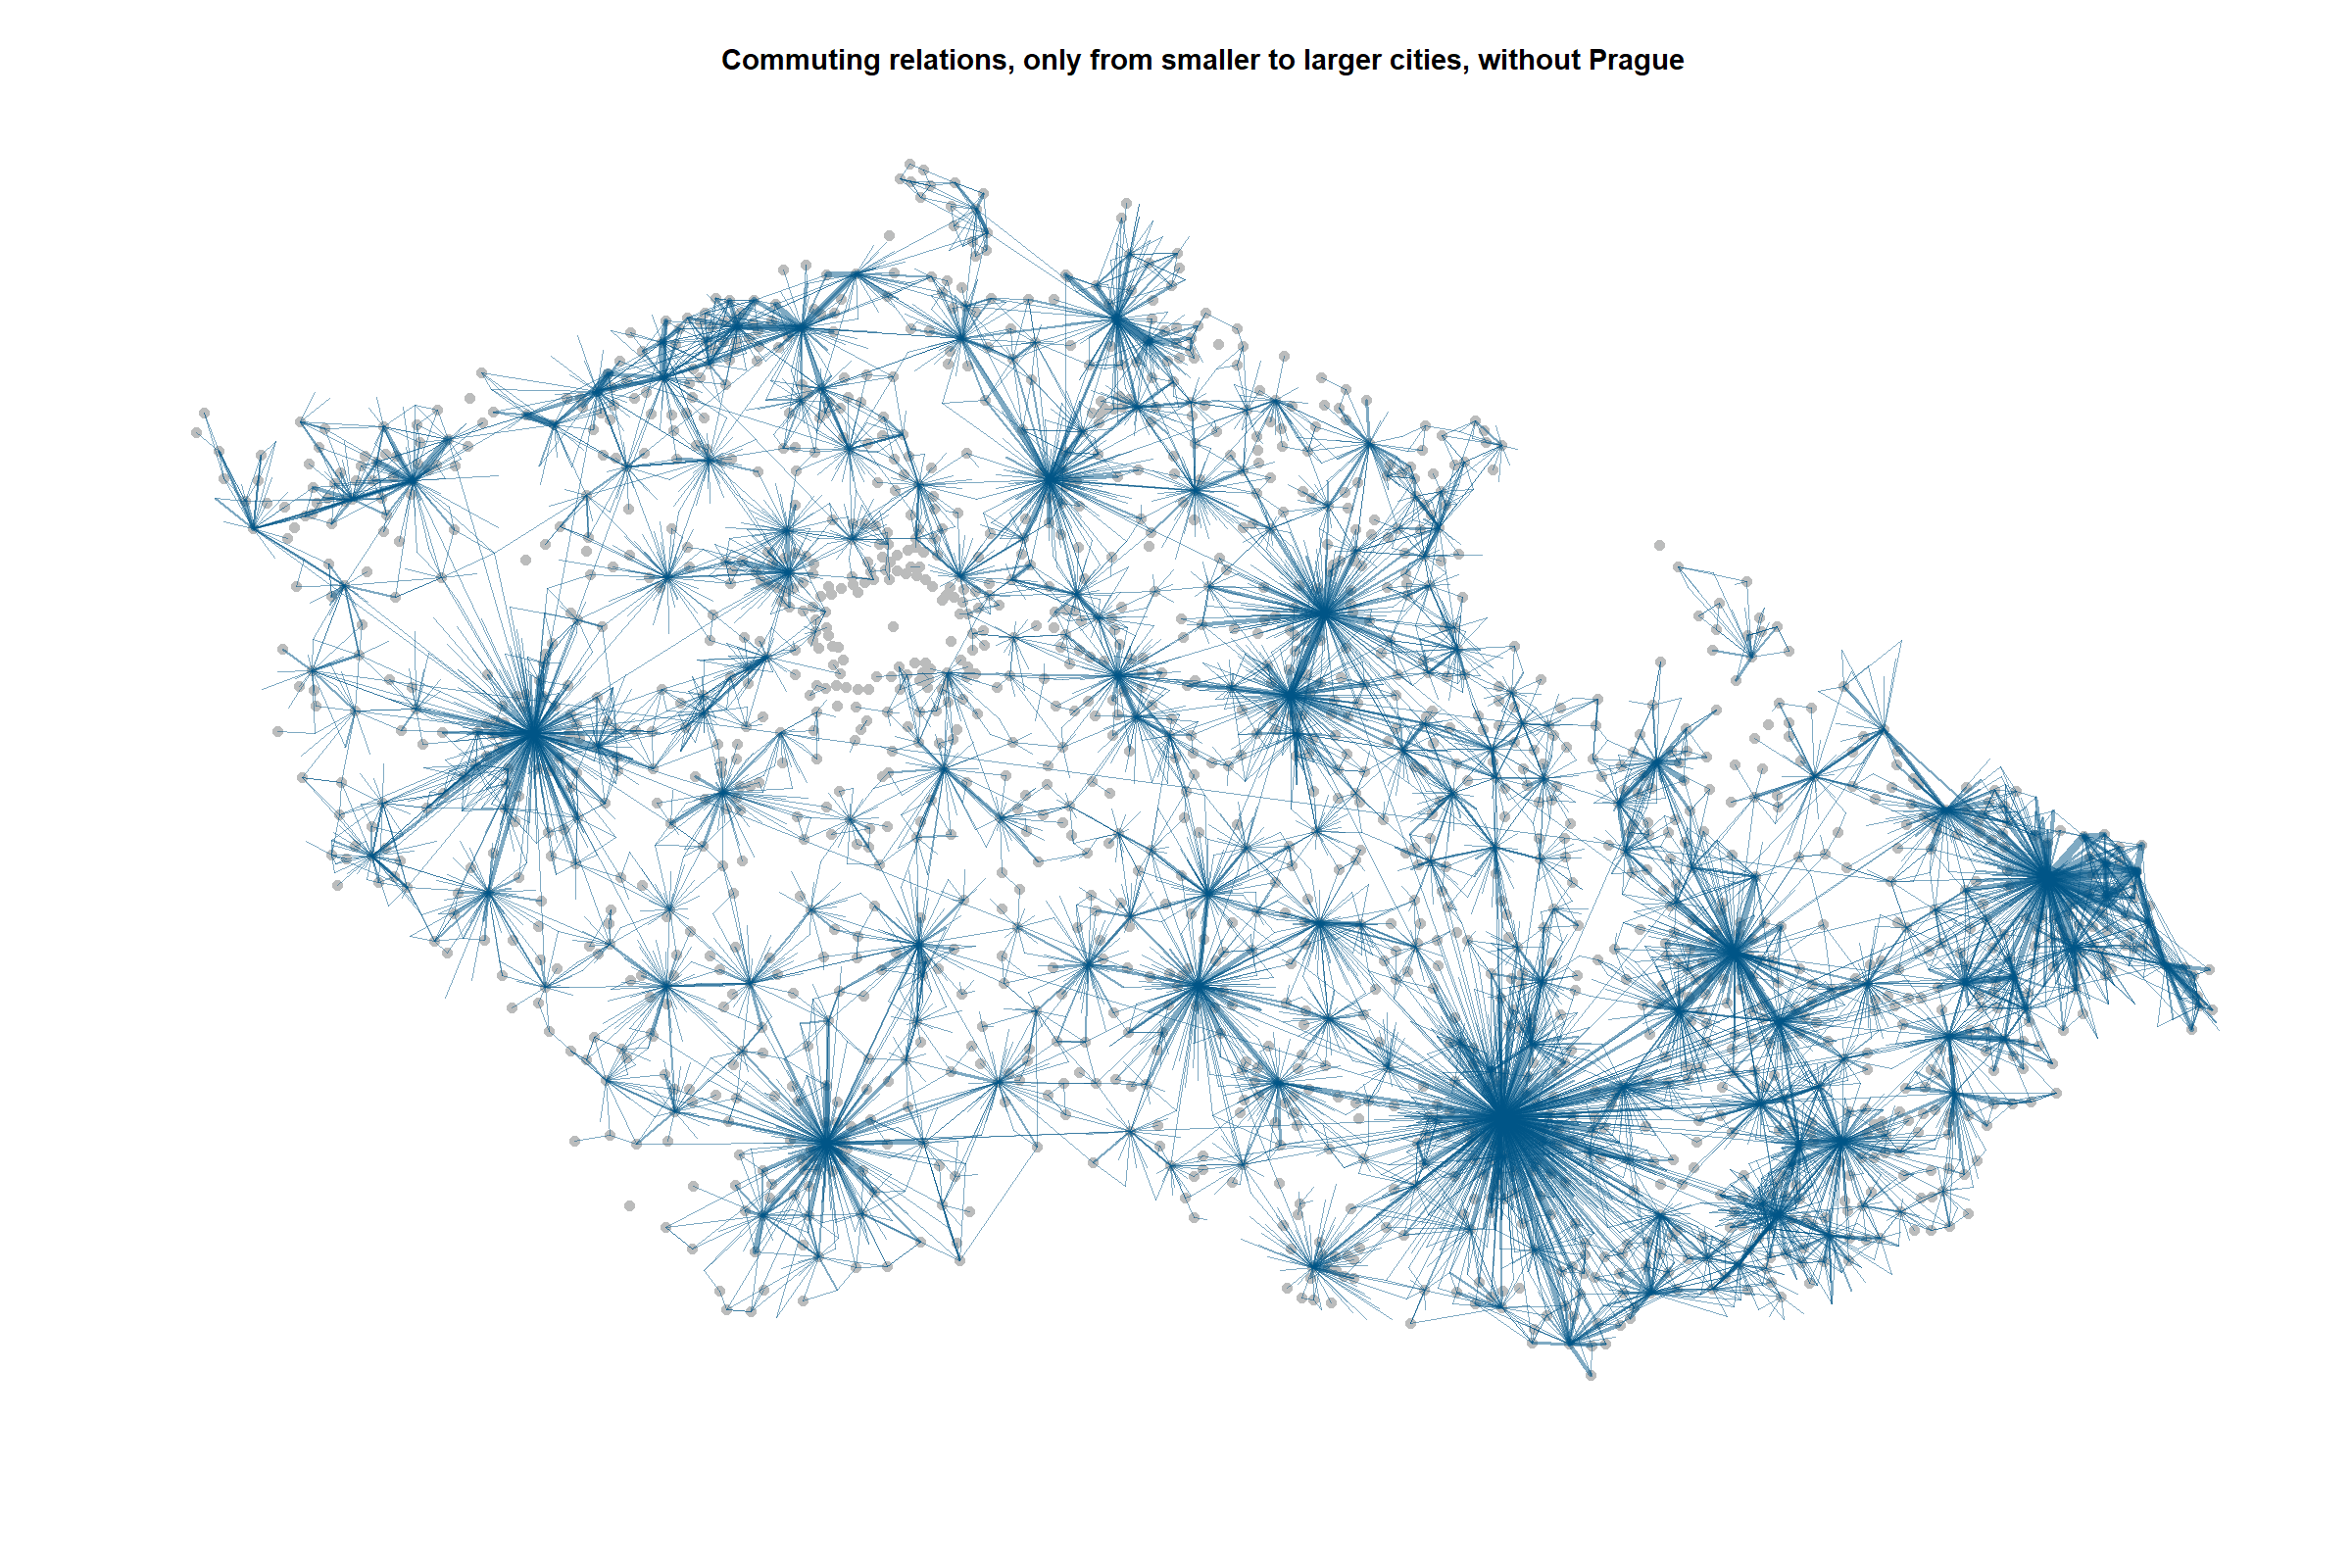 Commuting relations, only from smaller to larger cities, without Prague